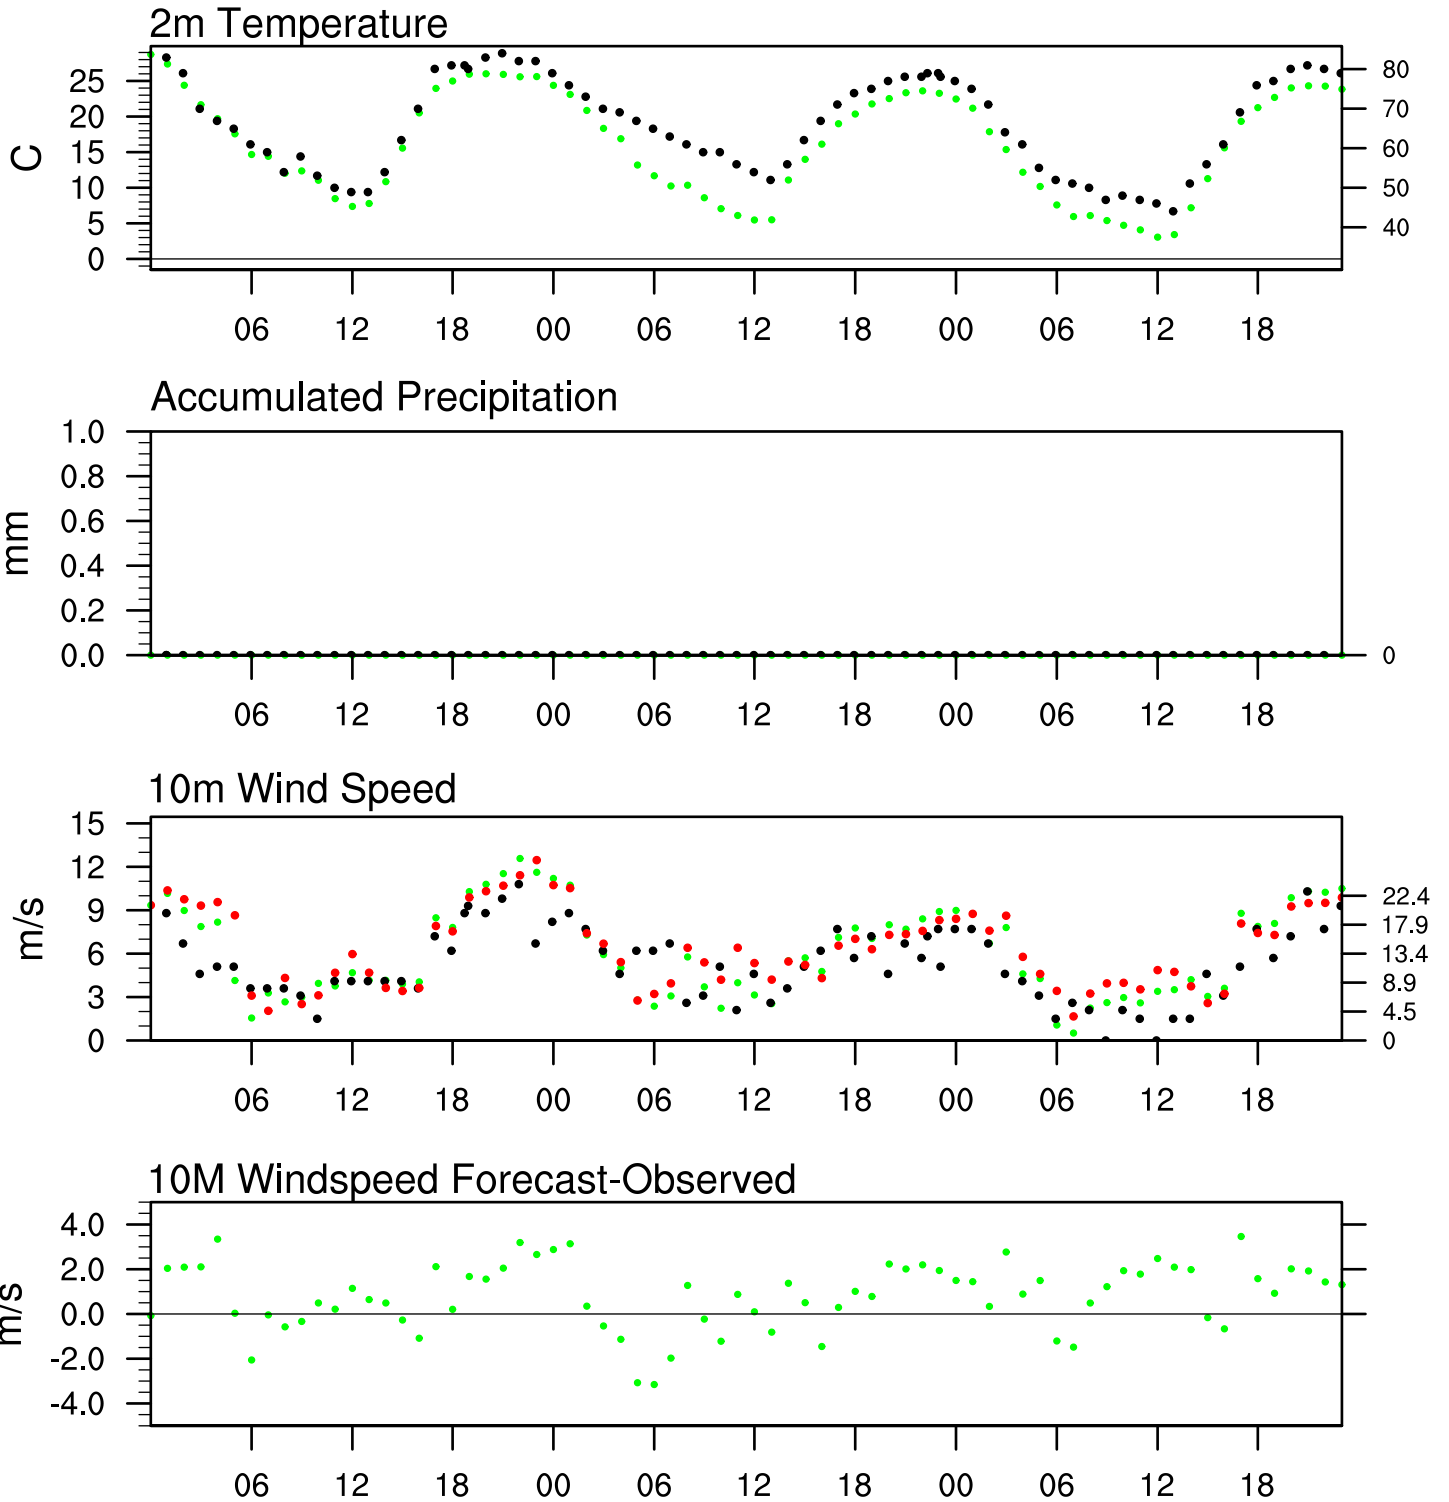 2m Temperature
25
20
15
10
5
0
C
80
70
60
50
40
06 12 18 00 06 12 18 00 06 12 18
Accumulated Precipitation
1.0
0.8
0.6
0.4
0.2
0.0
mm
0
06 12 18 00 06 12 18 00 06 12 18
10m Wind Speed
15
12
9
6
3
0
m/s
22.4
17.9
13.4
8.9
4.5
0
06 12 18 00 06 12 18 00 06 12 18
10M Windspeed Forecast-Observed
4.0
2.0
0.0
-2.0
-4.0
m/s
06 12 18 00 06 12 18 00 06 12 18